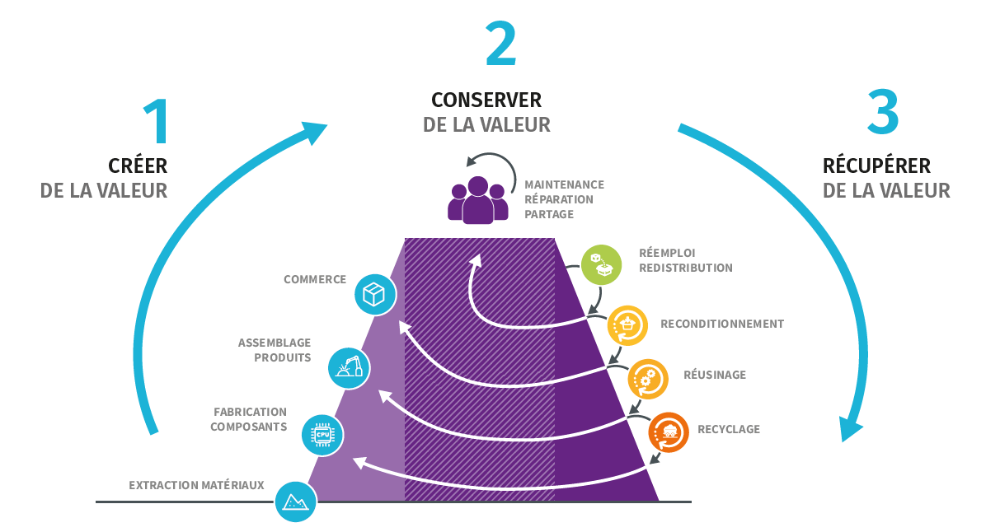 1
CRÉER
DE LA VALEUR
2
CONSERVER
DE LA VALEUR
3
RÉCUPÉRER
DE LA VALEUR
MAINTENANCE
RÉPARATION
PARTAGE
COMMERCE
ASSEMBLAGE
PRODUITS
FABRICATION
COMPOSANTS
CPU
EXTRACTION MATÉRIAUX
RÉEMPLOI
REDISTRIBUTION
RECONDITIONNEMENT
RÉUSINAGE
RECYCLAGE